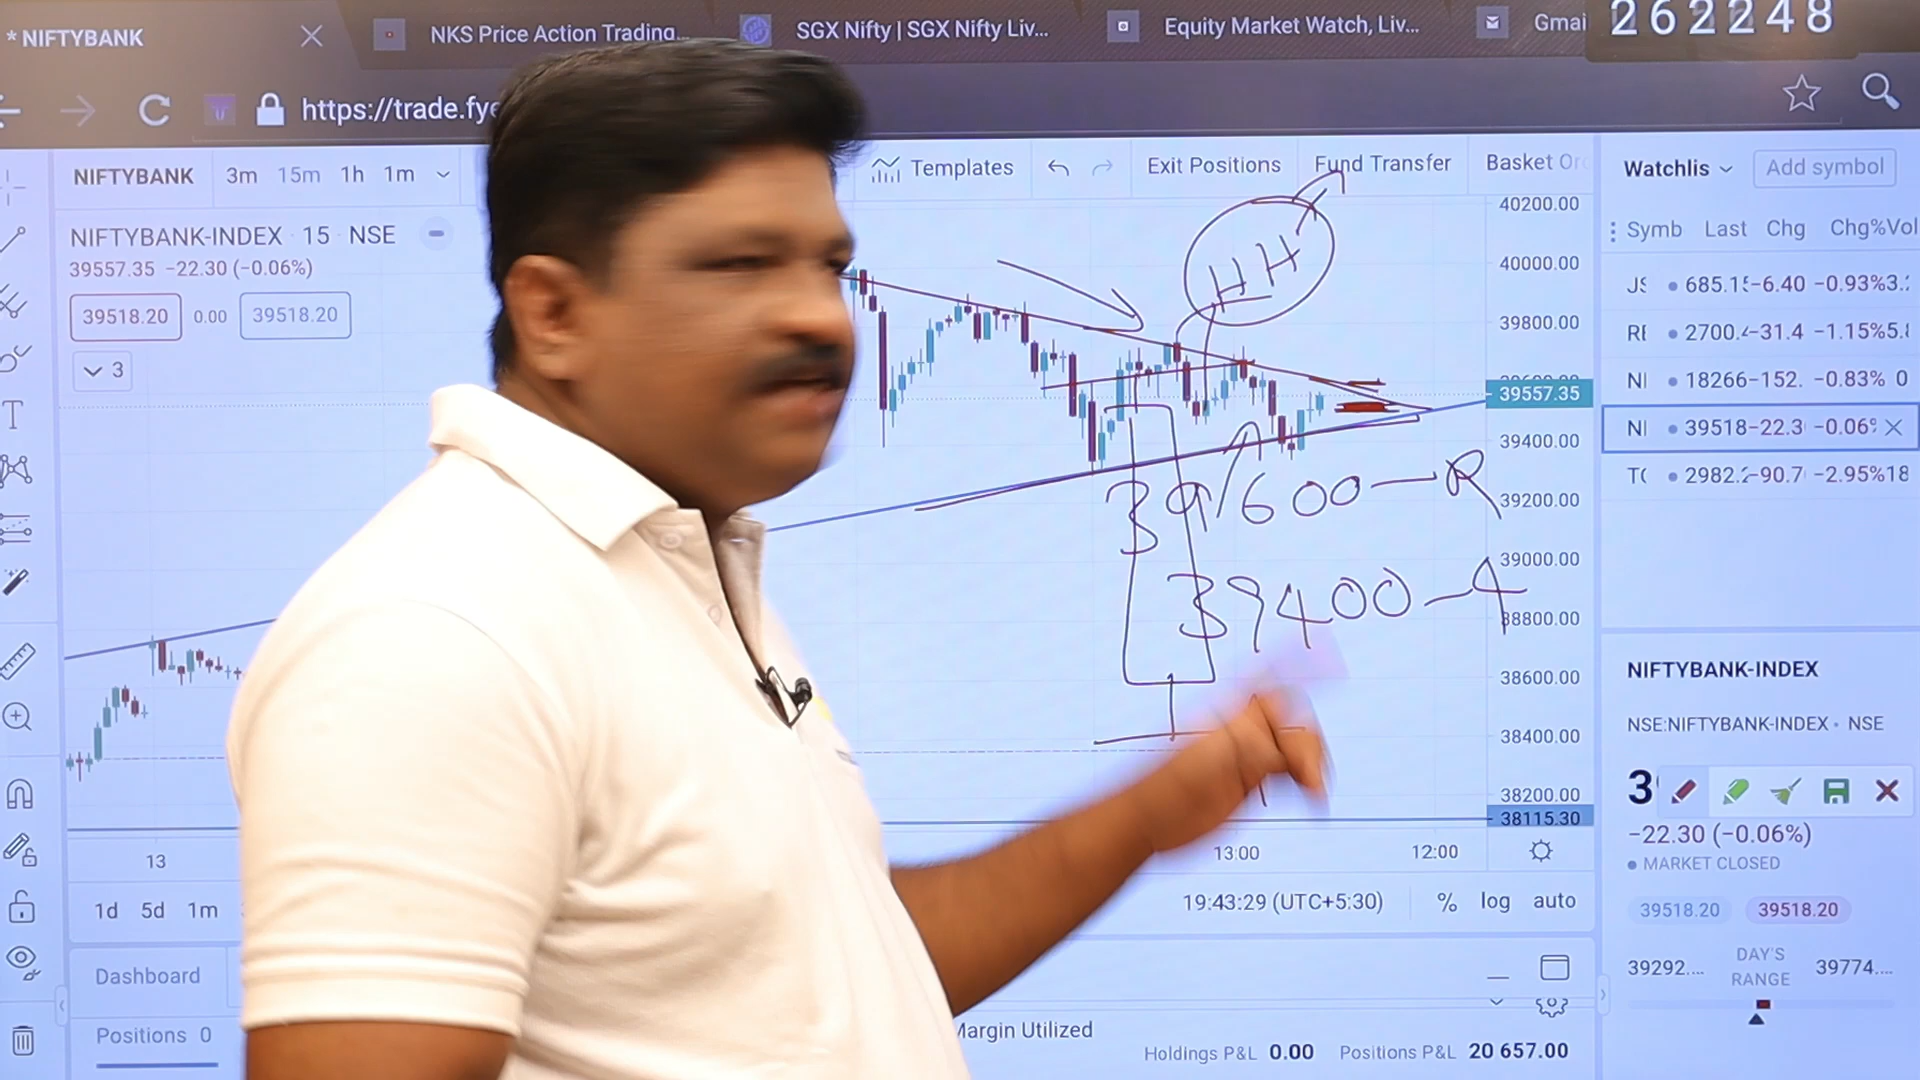 * NIFTYBANK
NKS Price Action Trading...
SGX Nifty | SGX Nifty Liv...
Equity Market Watch, Liv...
Gmai
262248
https://trade.fye
NIFTYBANK 3m 15m 1h 1m
Templates
Exit Positions
Fund Transfer
Basket Or
Watchlis
Add symbol
NIFTYBANK-INDEX 15 NSE
39557.35 −22.30 (−0.06%)
39518.20 0.00 39518.20
3
Symb Last Chg Chg%Vol
685.15 −6.40 −0.93% 3.
2700.4 −31.4 −1.15% 5.
NI 18266 −152. −0.83% 0
NI 39518 −22.3 −0.06%
2982.2 −90.7 −2.95% 18
HH
39600 - R
39400 -
40200.00
40000.00
39800.00
39557.35
39400.00
39200.00
39000.00
38800.00
38600.00
38400.00
38200.00
38115.30
13
13:00
12:00
1d 5d 1m
19:43:29 (UTC+5:30)
% log auto
NIFTYBANK-INDEX
NSE:NIFTYBANK-INDEX • NSE
3
−22.30 (−0.06%)
MARKET CLOSED
39518.20 39518.20
39292.... DAY'S RANGE 39774....
Dashboard
Positions 0
Margin Utilized
Holdings P&L 0.00 Positions P&L 20 657.00